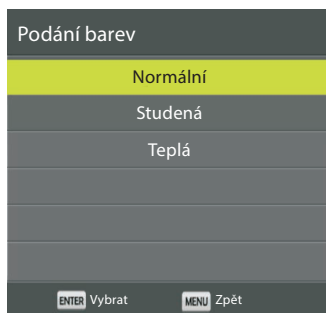 Podání barev
Normální
Studená
Teplá
ENTER Vybrat MENU Zpět